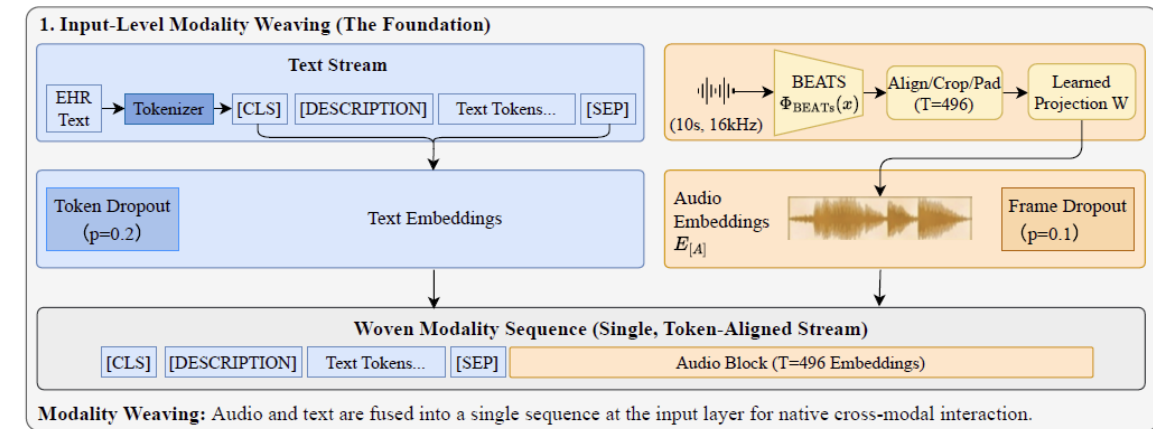 1. Input-Level Modality Weaving (The Foundation)
Text Stream
EHR
Text
Tokenizer
[CLS]
[DESCRIPTION]
Text Tokens...
[SEP]
(10s, 16kHz)
BEATS
Φ_BEATs(x)
Align/Crop/Pad
(T=496)
Learned
Projection W
Token Dropout
(p=0.2)
Text Embeddings
Audio
Embeddings
E_[A]
Frame Dropout
(p=0.1)
Woven Modality Sequence (Single, Token-Aligned Stream)
[CLS]
[DESCRIPTION]
Text Tokens...
[SEP]
Audio Block (T=496 Embeddings)
Modality Weaving: Audio and text are fused into a single sequence at the input layer for native cross-modal interaction.